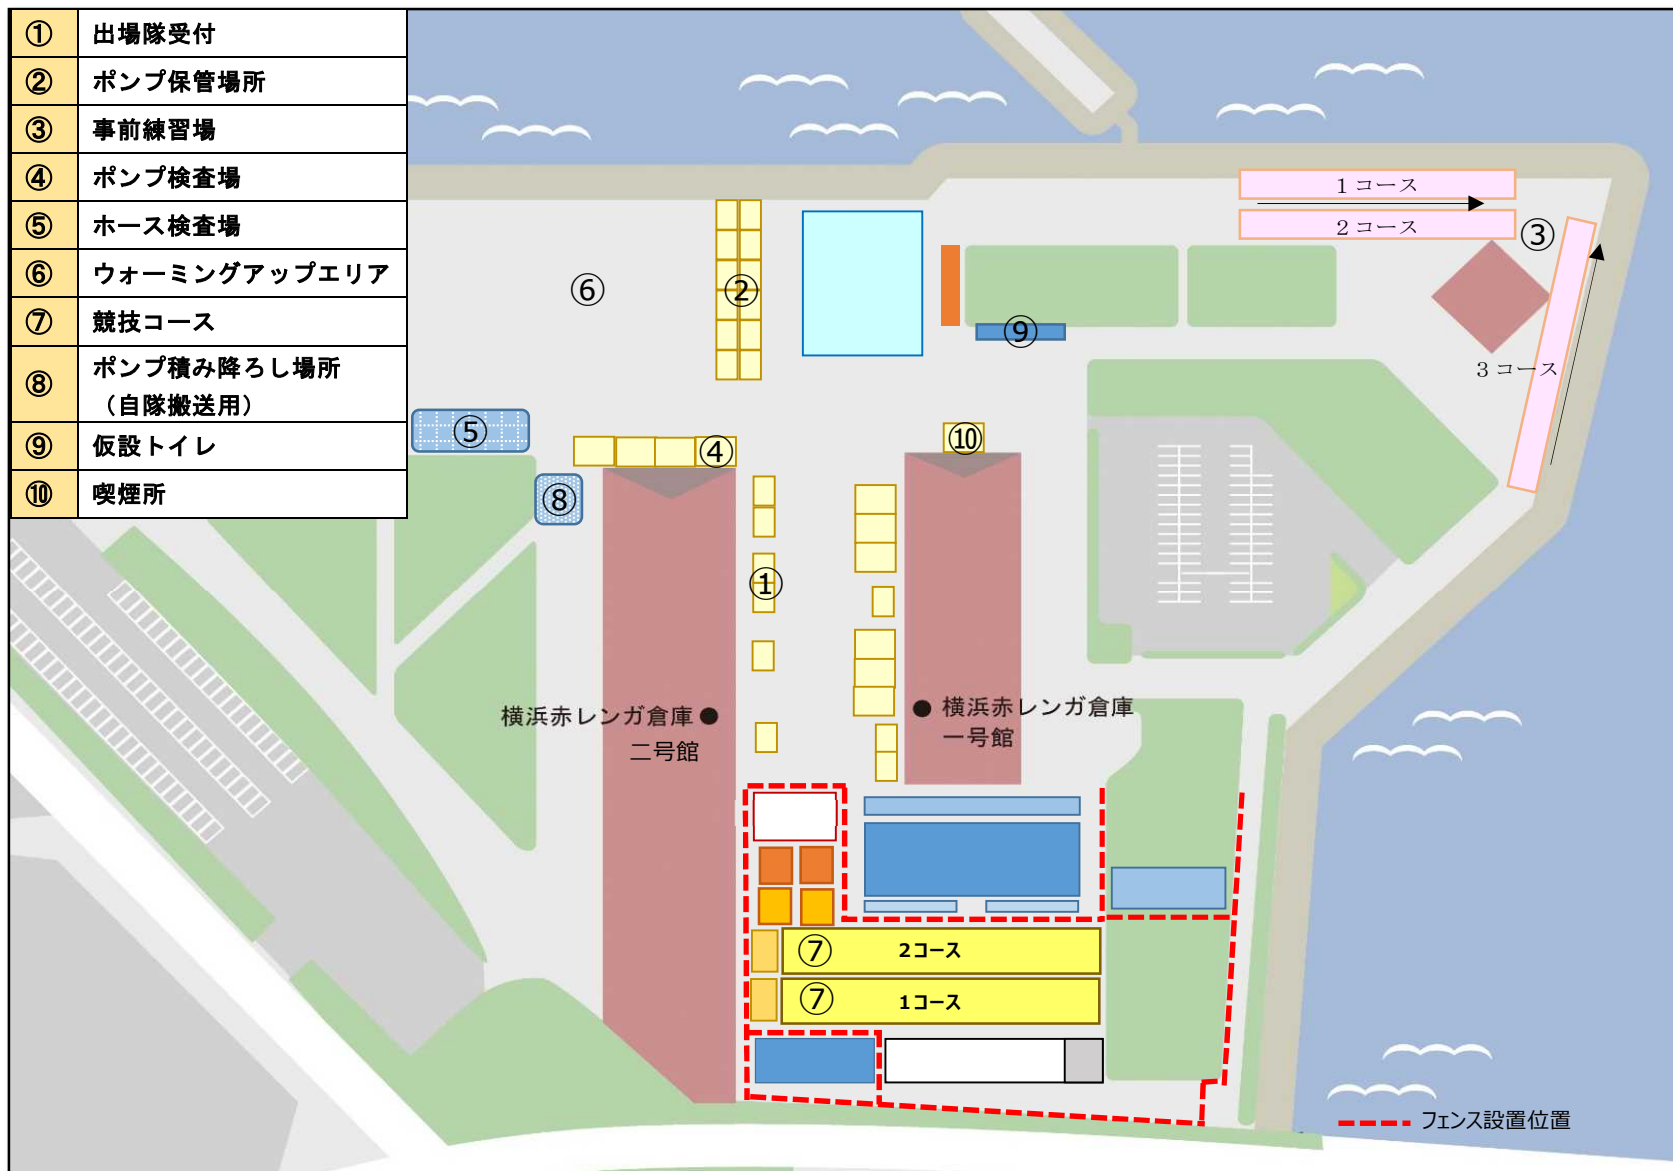 ① 出場隊受付
② ポンプ保管場所
③ 事前練習場
④ ポンプ検査場
⑤ ホース検査場
⑥ ウォーミングアップエリア
⑦ 競技コース
⑧ ポンプ積み降ろし場所
（自隊搬送用）
⑨ 仮設トイレ
⑩ 喫煙所
1コース
2コース
③
3コース
⑥
②
⑨
⑤
④
⑩
⑧
①
横浜赤レンガ倉庫
二号館
横浜赤レンガ倉庫
一号館
⑦ 2コース
⑦ 1コース
フェンス設置位置